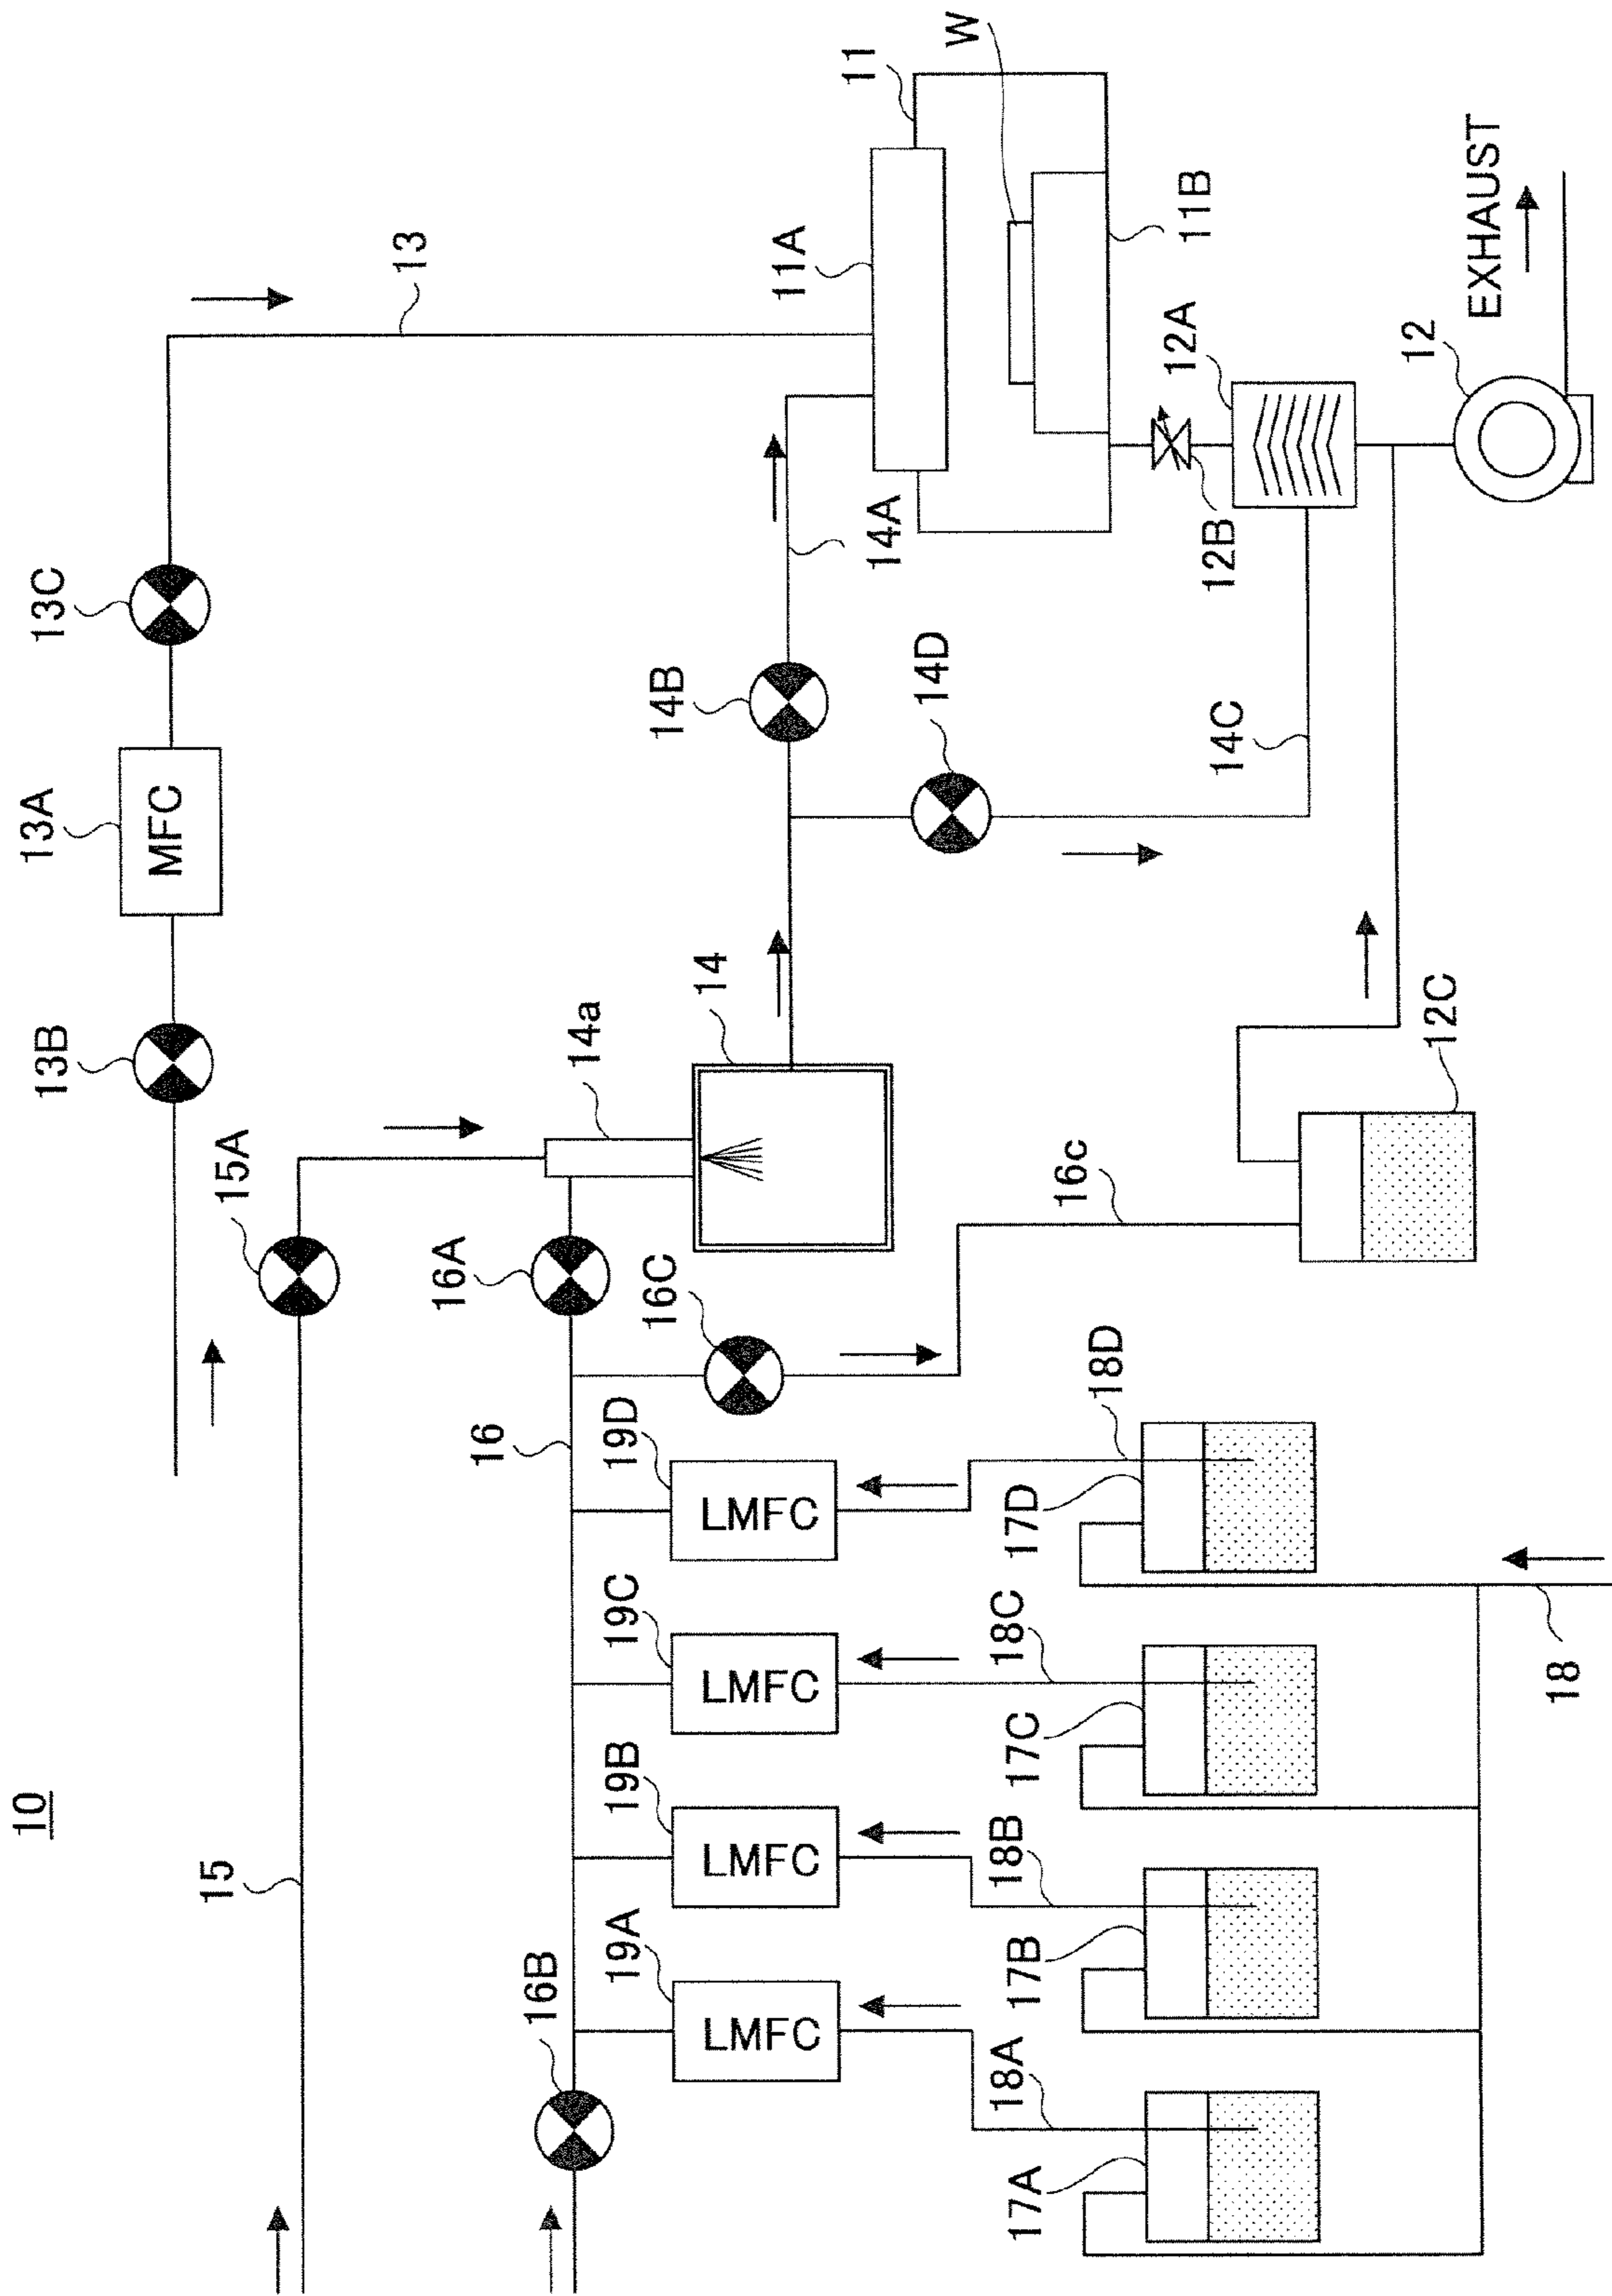 10
13B
13A
MFC
13C
13
15
15A
14a
14
14B
14A
14D
14C
11A
11
W
11B
12A
12B
12
EXHAUST
16B
16
16A
16C
16c
12C
19A
LMFC
19B
LMFC
19C
LMFC
19D
LMFC
18A
18B
18C
18D
17A
17B
17C
17D
18